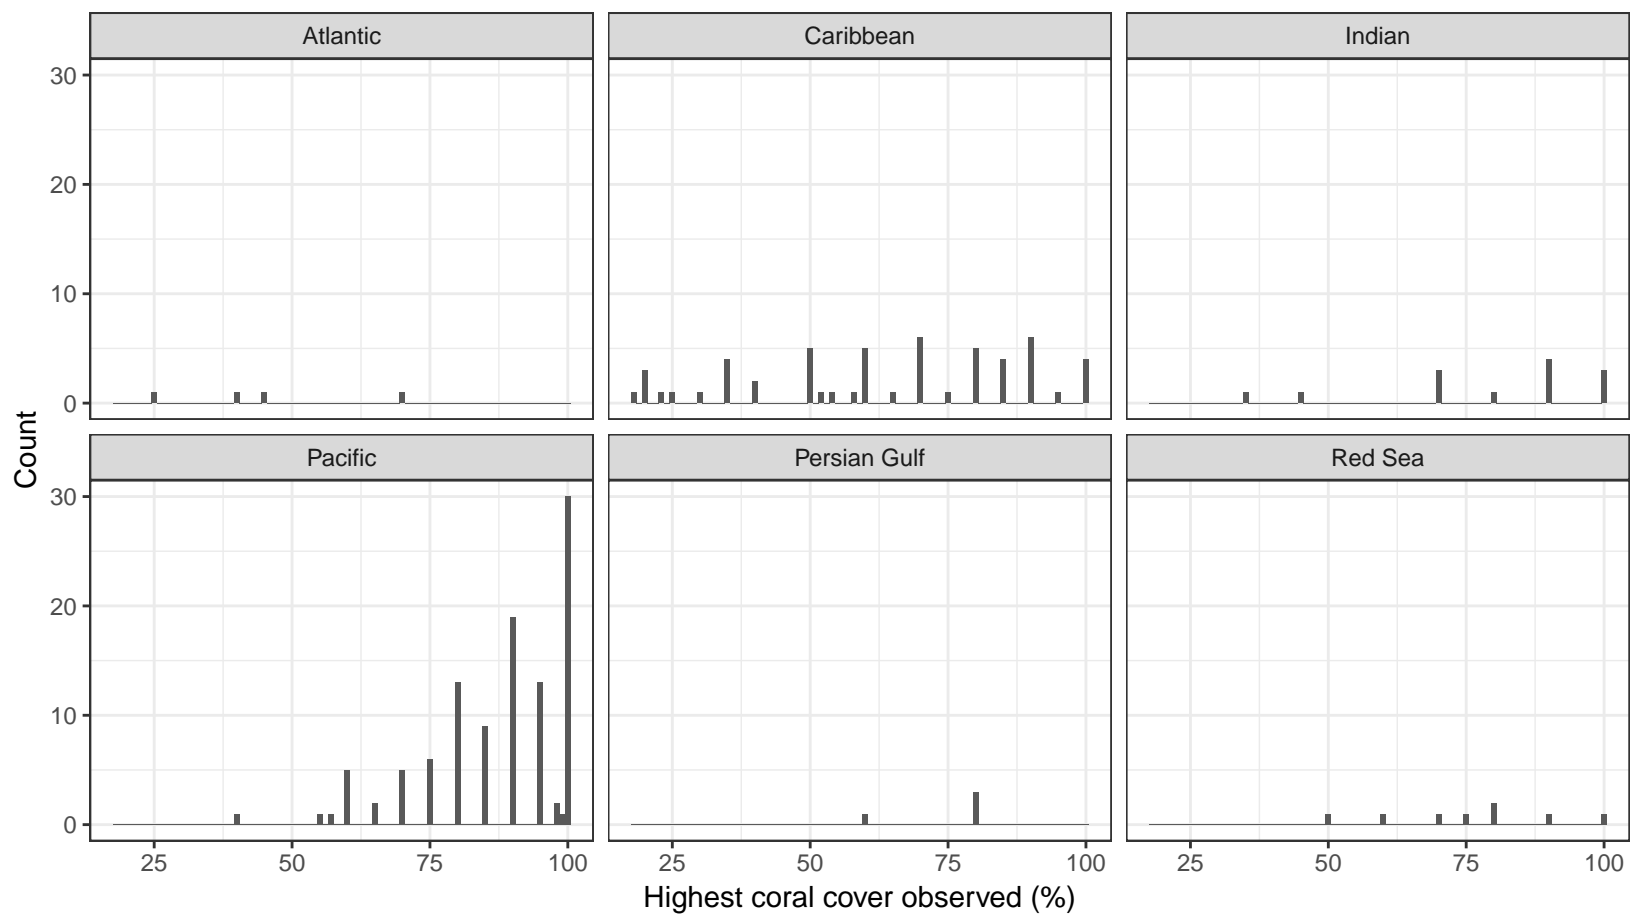 Atlantic Caribbean Indian
30
20
10
0
Count
Pacific Persian Gulf Red Sea
30
20
10
0
25 50 75 100 25 50 75 100 25 50 75 100
Highest coral cover observed (%)